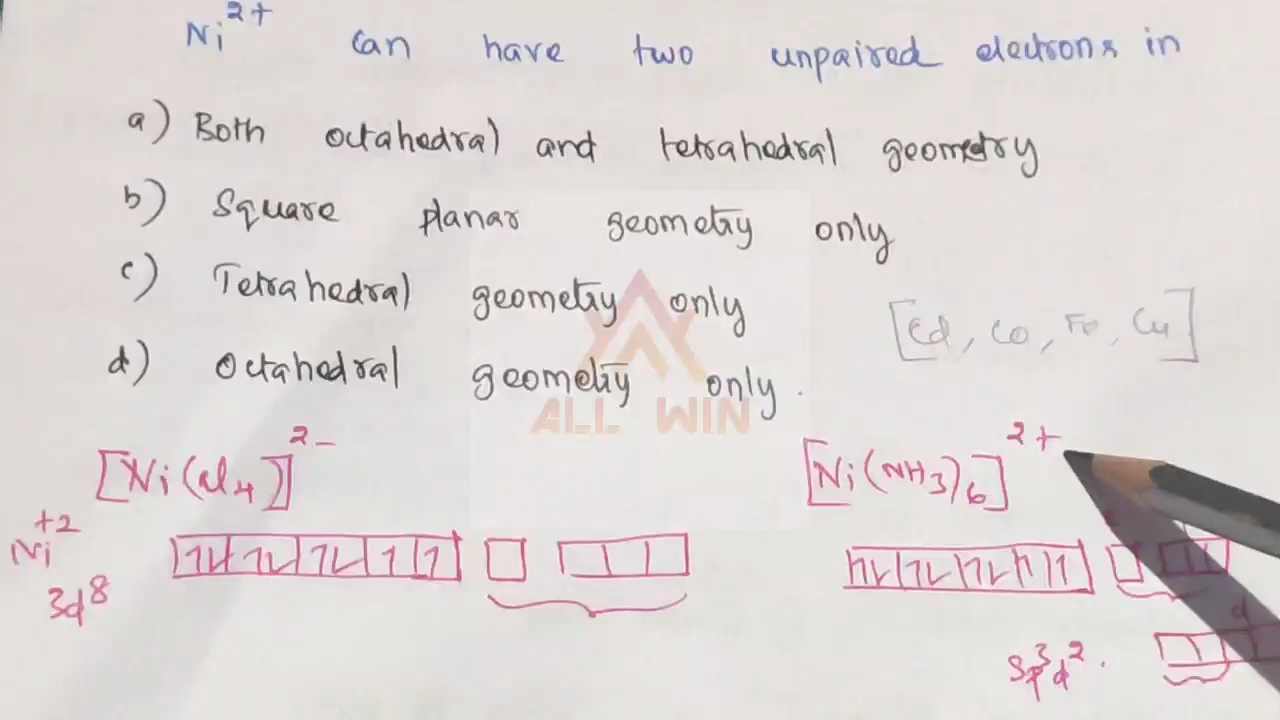 Ni2+ can have two unpaired electrons in
a) Both octahedral and tetrahedral geometry
b) Square planar geometry only
c) Tetrahedral geometry only
[Cd, Co, Fe, Cu]
d) Octahedral geometry only.
ALL WIN
[Ni(Cl4]]2- [Ni(NH3)6]2+
Ni+2
3d8
d
sp3d2.